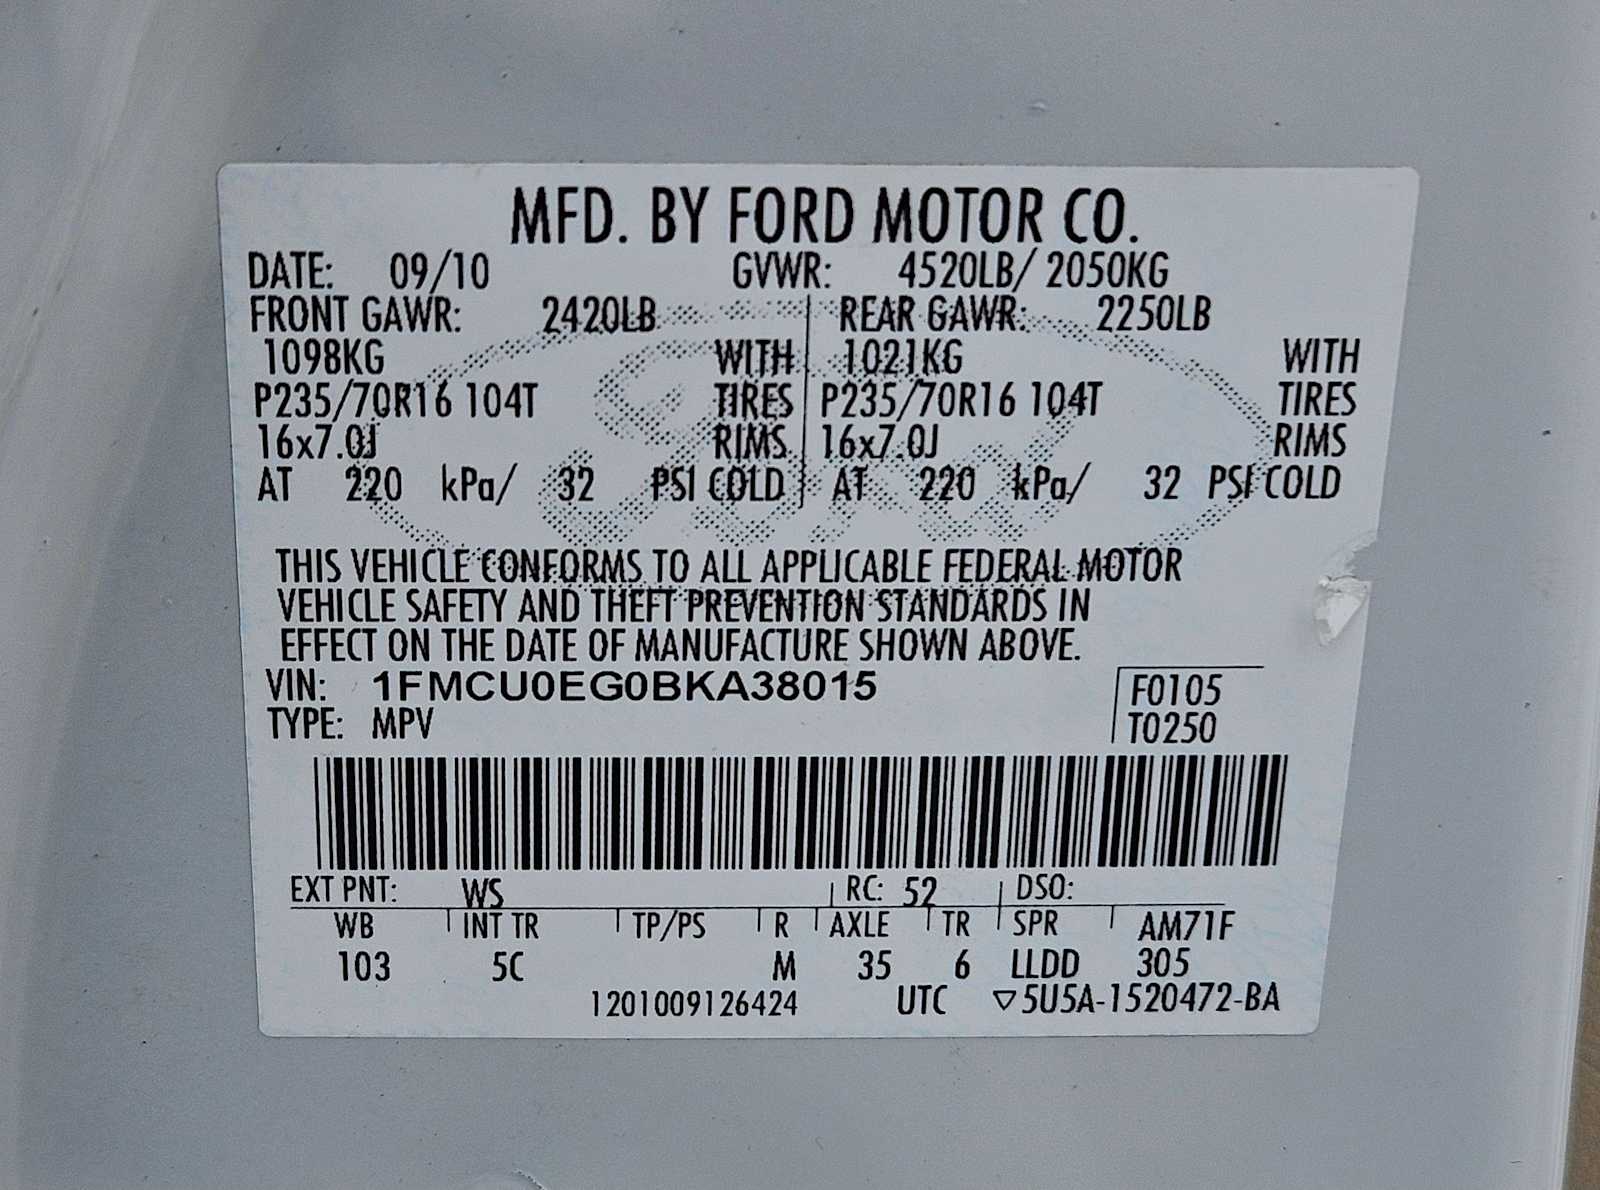 MFD. BY FORD MOTOR CO.
DATE: 09/10 GVWR: 4520LB/ 2050KG
FRONT GAWR: 2420LB REAR GAWR: 2250LB
1098KG WITH 1021KG WITH
P235/70R16 104T TIRES P235/70R16 104T TIRES
16x7.0J RIMS 16x7.0J RIMS
AT 220 kPa/ 32 PSI COLD AT 220 kPa/ 32 PSI COLD
THIS VEHICLE CONFORMS TO ALL APPLICABLE FEDERAL MOTOR
VEHICLE SAFETY AND THEFT PREVENTION STANDARDS IN
EFFECT ON THE DATE OF MANUFACTURE SHOWN ABOVE.
VIN: 1FMCU0EG0BKA38015 F0105
TYPE: MPV T0250
EXT PNT: WS RC: 52 DSO:
WB INT TR TP/PS R AXLE TR SPR AM71F
103 5C M 35 6 LLDD 305
1201009126424 UTC ▽5U5A-1520472-BA